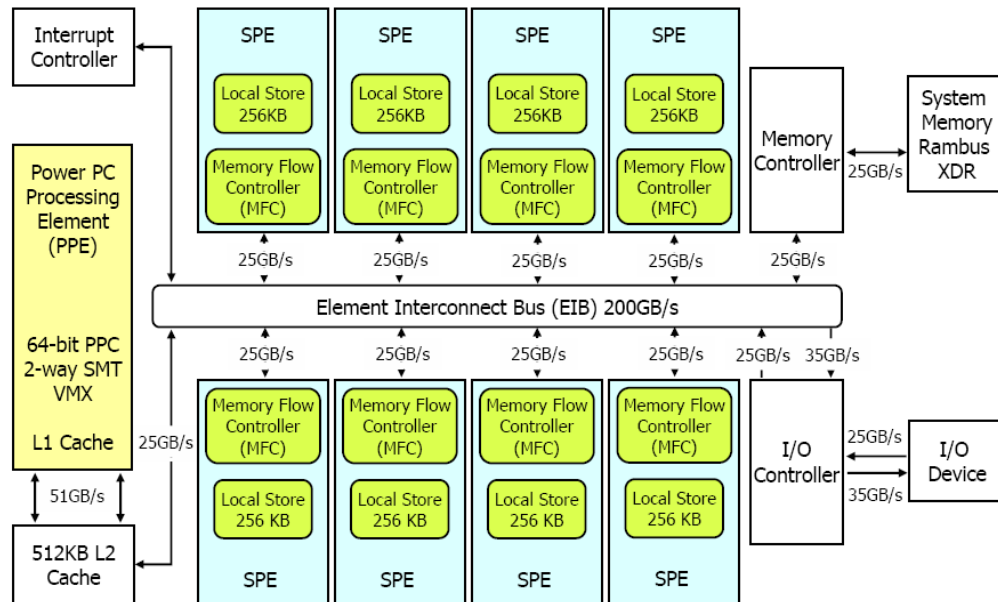 Interrupt
Controller
SPE
SPE
SPE
SPE
Local Store
256KB
Local Store
256KB
Local Store
256KB
Local Store
256KB
Memory Flow
Controller
(MFC)
Memory Flow
Controller
(MFC)
Memory Flow
Controller
(MFC)
Memory Flow
Controller
(MFC)
Memory
Controller
25GB/s
System
Memory
Rambus
XDR
Power PC
Processing
Element
(PPE)
64-bit PPC
2-way SMT
VMX
L1 Cache
25GB/s
25GB/s
25GB/s
25GB/s
25GB/s
Element Interconnect Bus (EIB) 200GB/s
25GB/s
25GB/s
25GB/s
25GB/s
25GB/s
35GB/s
25GB/s
51GB/s
512KB L2
Cache
Memory Flow
Controller
(MFC)
Memory Flow
Controller
(MFC)
Memory Flow
Controller
(MFC)
Memory Flow
Controller
(MFC)
Local Store
256 KB
Local Store
256 KB
Local Store
256 KB
Local Store
256 KB
SPE
SPE
SPE
SPE
I/O
Controller
25GB/s
35GB/s
I/O
Device